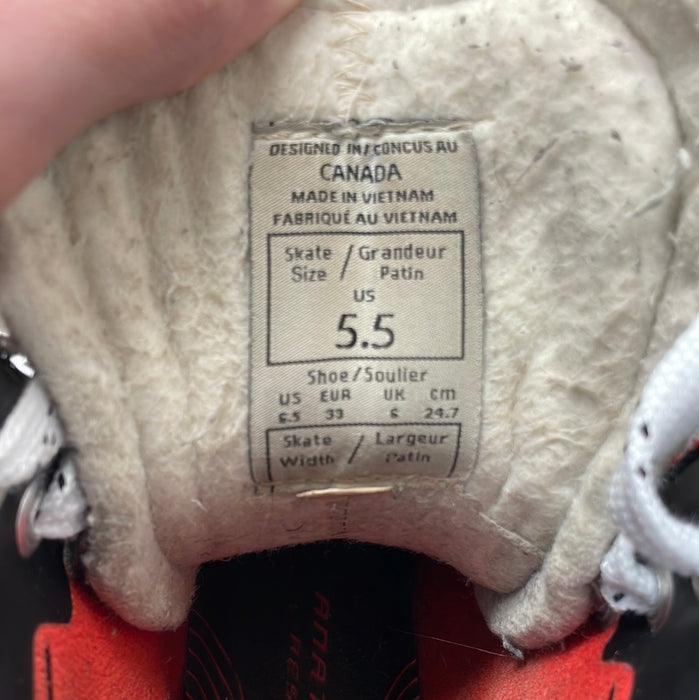 DESIGNED IN / CONCUS AU
CANADA
MADE IN VIETNAM
FABRIQUÉ AU VIETNAM
Skate / Grandeur
Size / Patin
US
5.5
Shoe/Soulier
US EUR UK cm
6.5 6 24.7
Skate / Largeur
Width / Patin